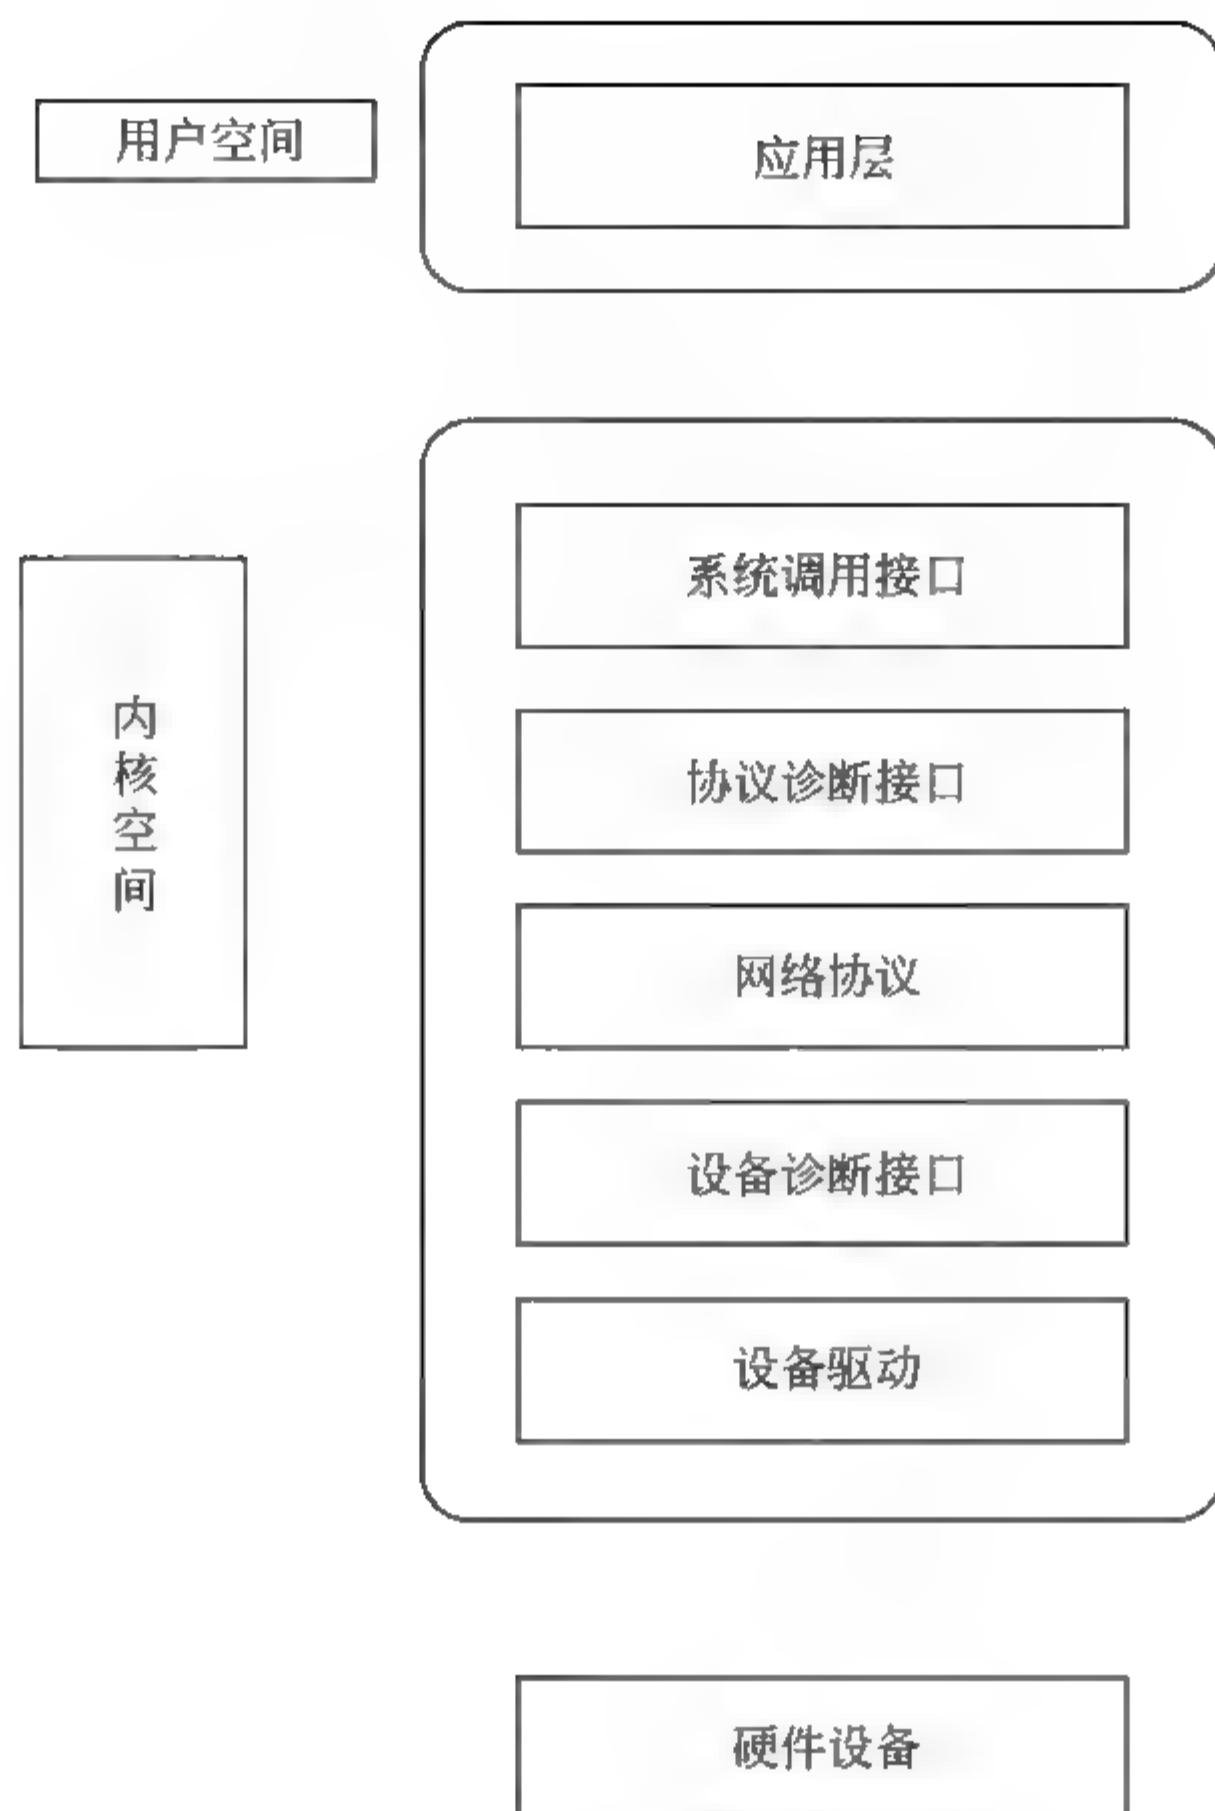 用户空间
应用层
系统调用接口
内核空间
协议诊断接口
网络协议
设备诊断接口
设备驱动
硬件设备